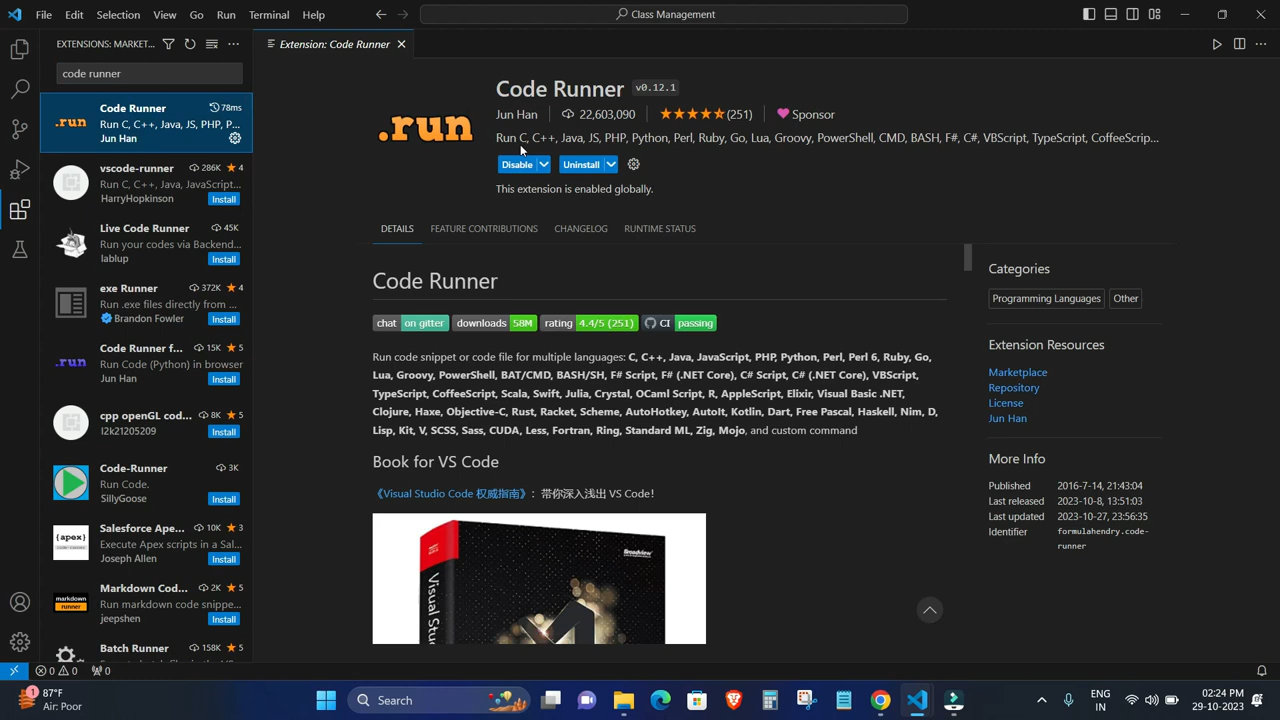 File Edit Selection View Go Run Terminal Help
Class Management
EXTENSIONS: MARKET...
Extension: Code Runner
code runner
Code Runner 78ms
Run C, C++, Java, JS, PHP, P...
Jun Han
vscode-runner 286K 4
Run C, C++, Java, JavaScript...
HarryHopkinson Install
Live Code Runner 45K
Run your codes via Backend...
lablup Install
exe Runner 372K 4
Run .exe files directly from ...
Brandon Fowler Install
Code Runner f... 15K 5
Run Code (Python) in browser
Jun Han Install
cpp openGL cod... 8K 5
l2k21205209 Install
Code-Runner 3K
Run Code.
SillyGoose Install
{apex}
Salesforce Ape... 10K 3
Execute Apex scripts in a Sal...
Joseph Allen Install
markdown
runner
Markdown Cod... 2K 5
Run markdown code snippe...
jeepshen Install
Batch Runner 158K 5
.run
Code Runner v0.12.1
Jun Han 22,603,090 (251) Sponsor
Run C, C++, Java, JS, PHP, Python, Perl, Ruby, Go, Lua, Groovy, PowerShell, CMD, BASH, F#, C#, VBScript, TypeScript, CoffeeScrip...
Disable Uninstall
This extension is enabled globally.
DETAILS FEATURE CONTRIBUTIONS CHANGELOG RUNTIME STATUS
Code Runner
chat on gitter downloads 58M rating 4.4/5 (251) CI passing
Run code snippet or code file for multiple languages: C, C++, Java, JavaScript, PHP, Python, Perl, Perl 6, Ruby, Go,
Lua, Groovy, PowerShell, BAT/CMD, BASH/SH, F# Script, F# (.NET Core), C# Script, C# (.NET Core), VBScript,
TypeScript, CoffeeScript, Scala, Swift, Julia, Crystal, OCaml Script, R, AppleScript, Elixir, Visual Basic .NET,
Clojure, Haxe, Objective-C, Rust, Racket, Scheme, AutoHotkey, AutoIt, Kotlin, Dart, Free Pascal, Haskell, Nim, D,
Lisp, Kit, V, SCSS, Sass, CUDA, Less, Fortran, Ring, Standard ML, Zig, Mojo, and custom command
Book for VS Code
《Visual Studio Code 权威指南》：带你深入浅出 VS Code!
Broadview
Visual Stu
Categories
Programming Languages Other
Extension Resources
Marketplace
Repository
License
Jun Han
More Info
Published 2016-7-14, 21:43:04
Last released 2023-10-8, 13:51:03
Last updated 2023-10-27, 23:56:35
Identifier formulahendry.code-
runner
0 0 0
1
87°F
Air: Poor
Search
ENG
IN
02:24 PM
29-10-2023